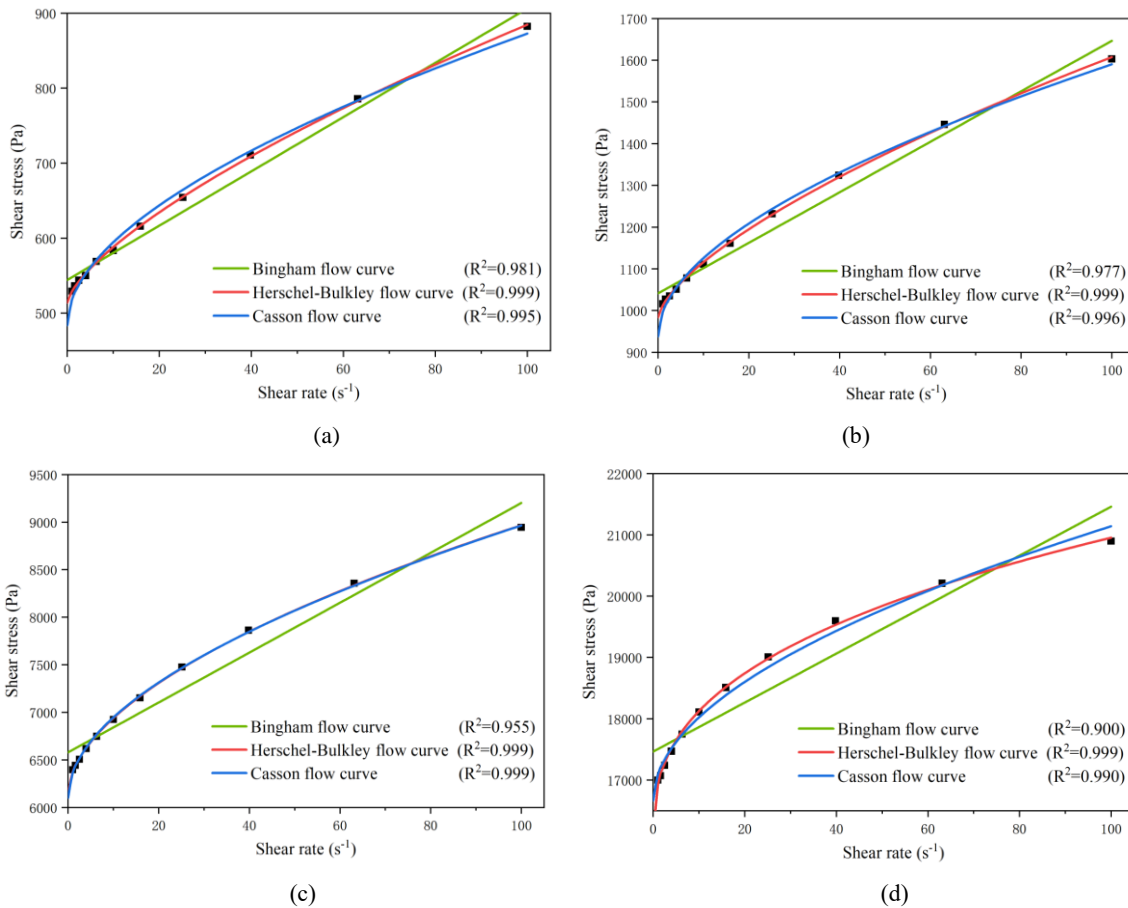 900
800
700
600
500
Shear stress (Pa)
Bingham flow curve (R²=0.981)
Herschel-Bulkley flow curve (R²=0.999)
Casson flow curve (R²=0.995)
0 20 40 60 80 100
Shear rate (s⁻¹)
(a)
1700
1600
1500
1400
1300
1200
1100
1000
900
Shear stress (Pa)
Bingham flow curve (R²=0.977)
Herschel-Bulkley flow curve (R²=0.999)
Casson flow curve (R²=0.996)
0 20 40 60 80 100
Shear rate (s⁻¹)
(b)
9500
9000
8500
8000
7500
7000
6500
6000
Shear stress (Pa)
Bingham flow curve (R²=0.955)
Herschel-Bulkley flow curve (R²=0.999)
Casson flow curve (R²=0.999)
0 20 40 60 80 100
Shear rate (s⁻¹)
(c)
22000
21000
20000
19000
18000
17000
Shear stress (Pa)
Bingham flow curve (R²=0.900)
Herschel-Bulkley flow curve (R²=0.999)
Casson flow curve (R²=0.990)
0 20 40 60 80 100
Shear rate (s⁻¹)
(d)